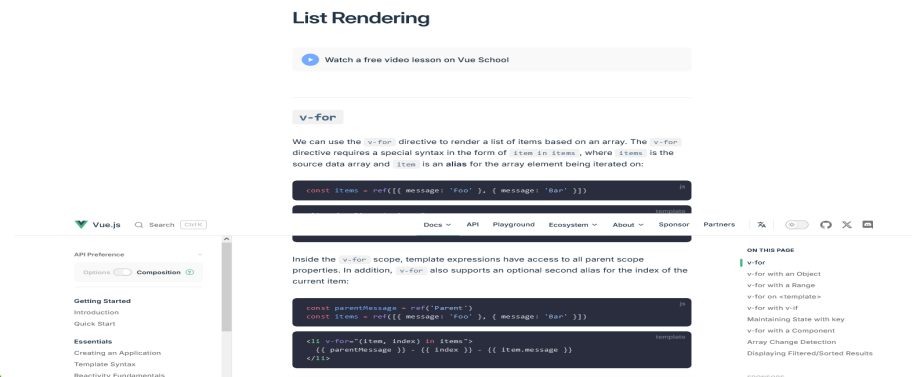 List Rendering
Watch a free video lesson on Vue School
v-for
We can use the v-for directive to render a list of items based on an array. The v-for
directive requires a special syntax in the form of item in items, where items is the
source data array and item is an alias for the array element being iterated on:
js
const items = ref([{ message: 'Foo' }, { message: 'Bar' }])
template
Vue.js Search Ctrl K Docs API Playground Ecosystem About Sponsor Partners
API Preference
Options Composition ?
Getting Started
Introduction
Quick Start
Essentials
Creating an Application
Template Syntax
Reactivity Fundamentals
Inside the v-for scope, template expressions have access to all parent scope
properties. In addition, v-for also supports an optional second alias for the index of the
current item:
js
const parentMessage = ref('Parent')
const items = ref([{ message: 'Foo' }, { message: 'Bar' }])
template
<li v-for="(item, index) in items">
{{ parentMessage }} - {{ index }} - {{ item.message }}
</li>
ON THIS PAGE
v-for
v-for with an Object
v-for with a Range
v-for on <template>
v-for with v-if
Maintaining State with key
v-for with a Component
Array Change Detection
Displaying Filtered/Sorted Results
SPONSORS